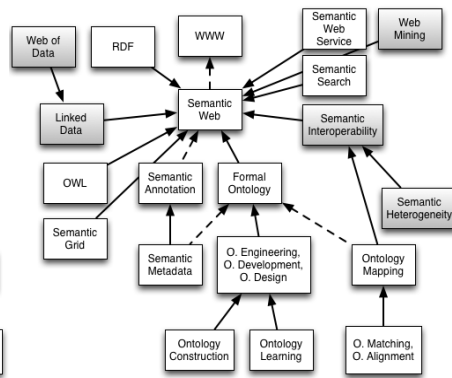 Web of
Data
RDF
WWW
Semantic
Web
Service
Web
Mining
Semantic
Search
Linked
Data
Semantic
Web
Semantic
Interoperability
OWL
Semantic
Annotation
Formal
Ontology
Semantic
Heterogeneity
Semantic
Grid
Semantic
Metadata
O. Engineering,
O. Development,
O. Design
Ontology
Mapping
Ontology
Construction
Ontology
Learning
O. Matching,
O. Alignment